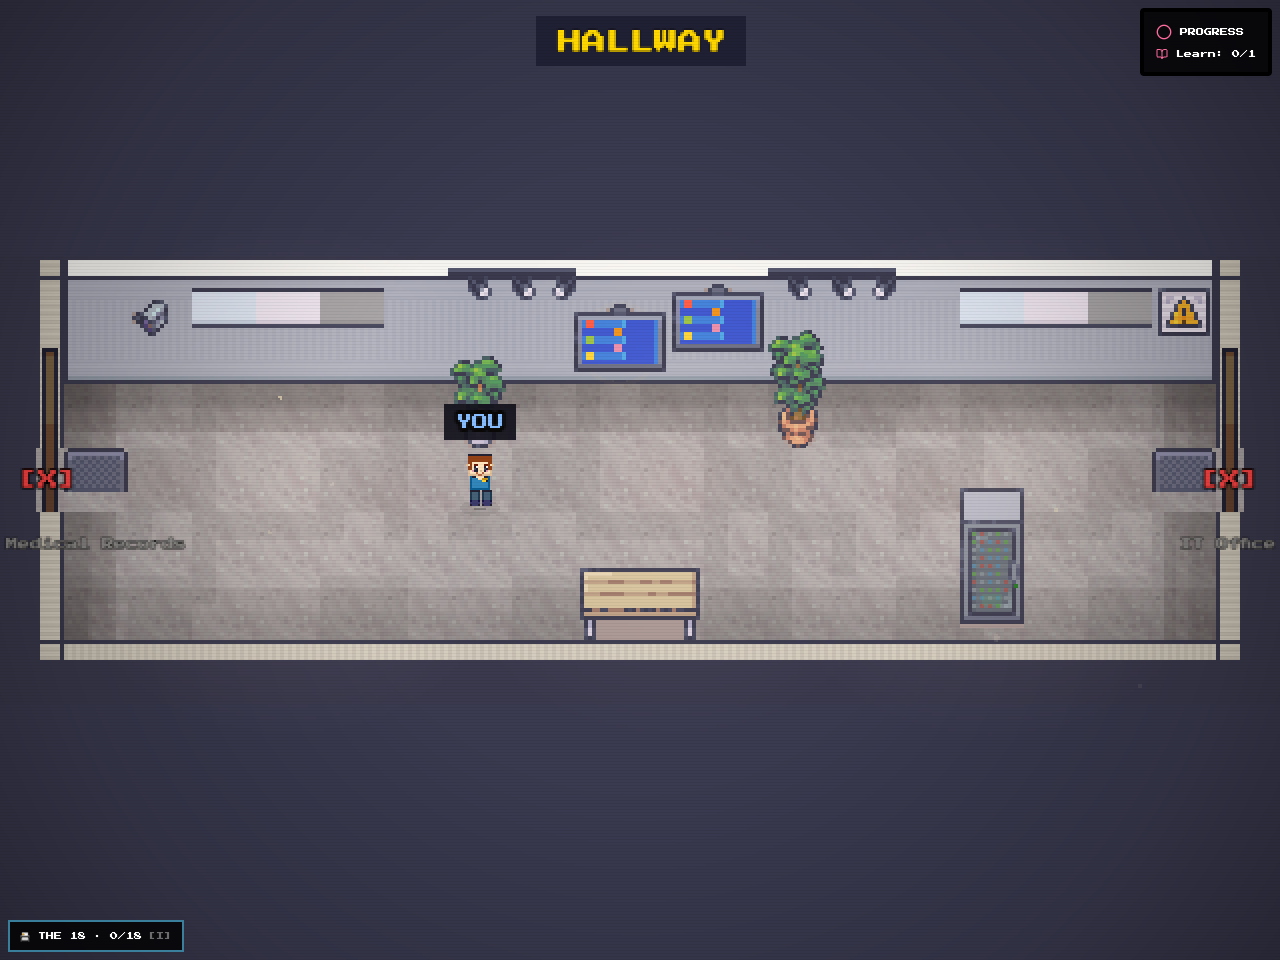 HALLWAY
PROGRESS
Learn: 0/1
YOU
[X]
[X]
Medical Records
IT Office
THE 18 · 0/18 [I]